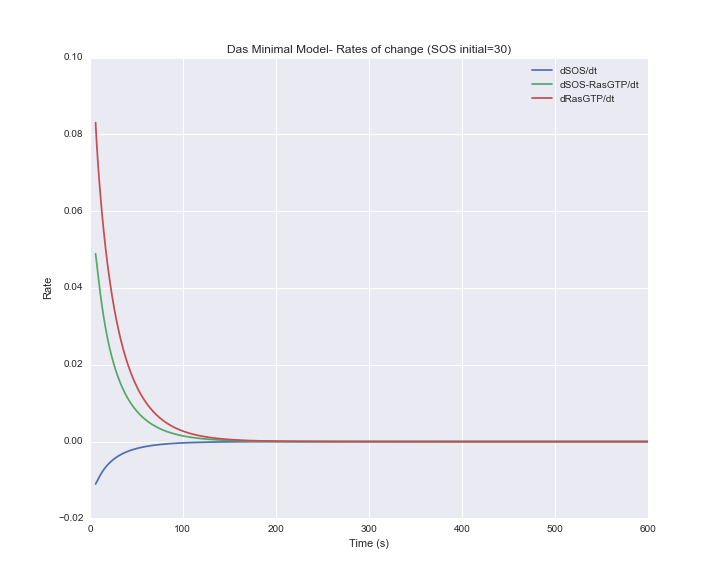 Das Minimal Model- Rates of change (SOS initial=30)
0.10
0.08
0.06
0.04
0.02
0.00
−0.02
Rate
dSOS/dt
dSOS-RasGTP/dt
dRasGTP/dt
0 100 200 300 400 500 600
Time (s)